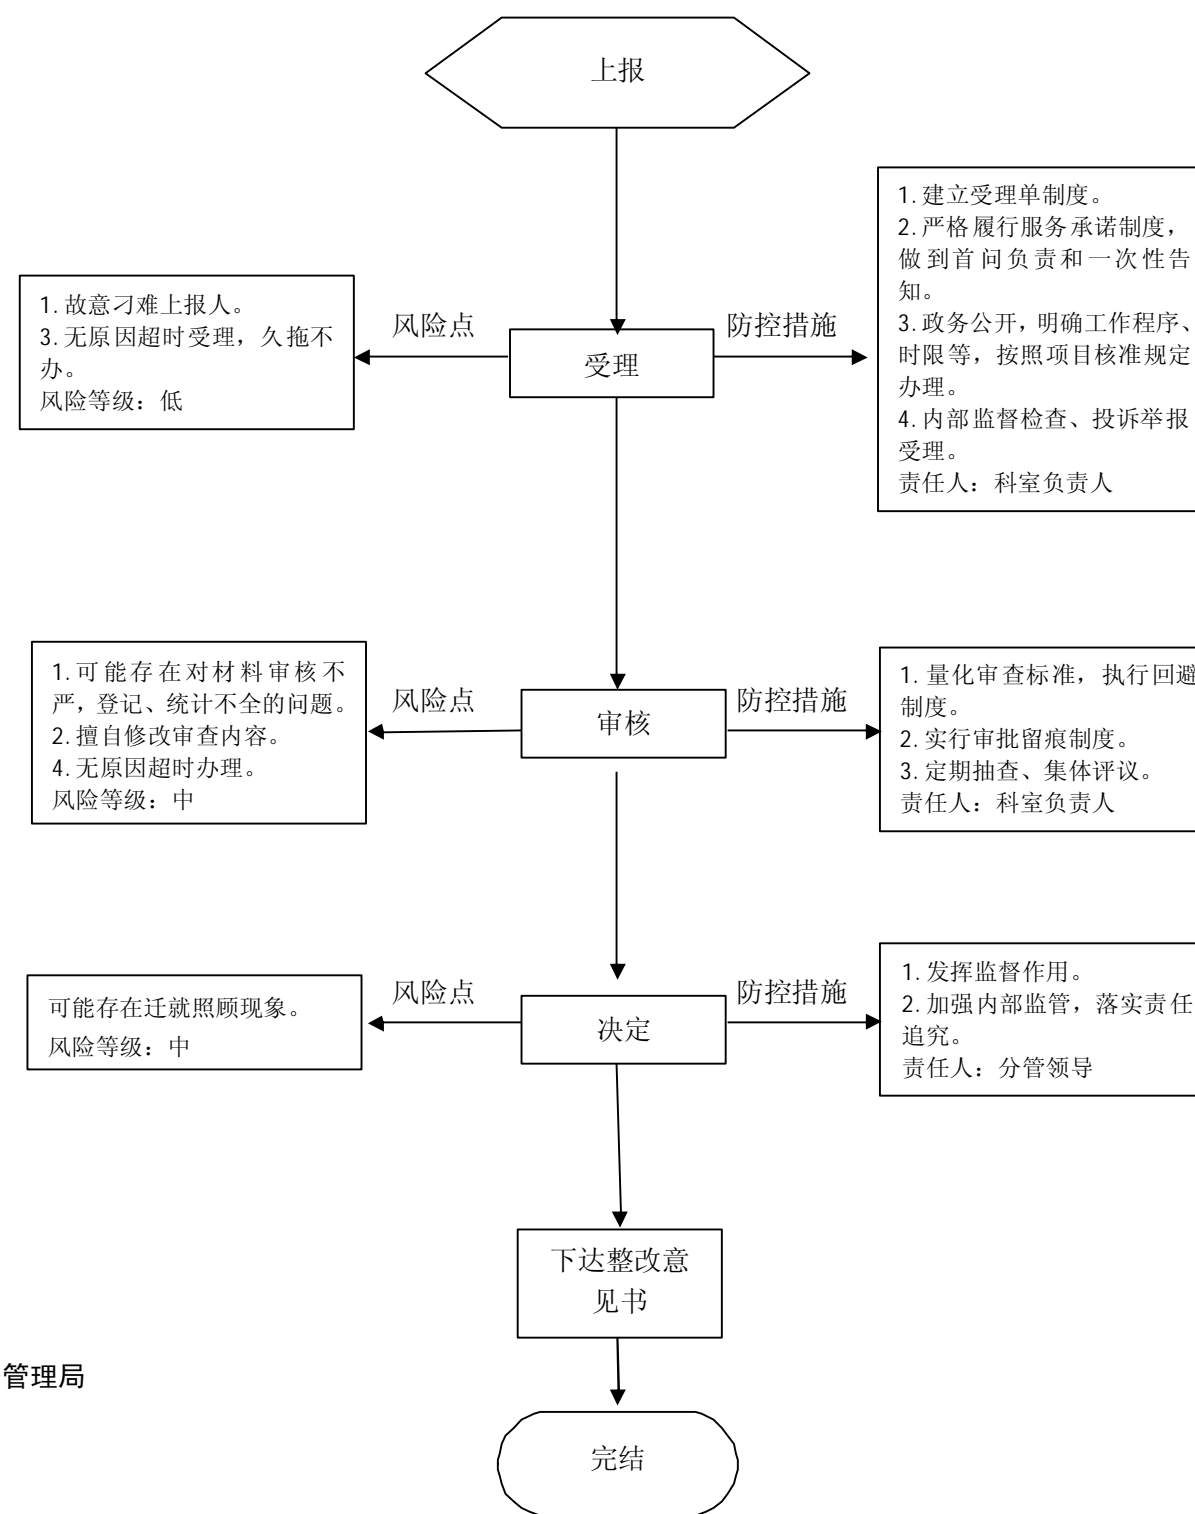 上报
1.建立受理单制度。
2.严格履行服务承诺制度，
做到首问负责和一次性告
知。
3.政务公开，明确工作程序、
时限等，按照项目核准规定
办理。
4.内部监督检查、投诉举报
受理。
责任人：科室负责人
1.故意刁难上报人。
3.无原因超时受理，久拖不
办。
风险等级：低
风险点
受理
防控措施
1.可能存在对材料审核不
严，登记、统计不全的问题。
2.擅自修改审查内容。
4.无原因超时办理。
风险等级：中
风险点
审核
防控措施
1.量化审查标准，执行回避
制度。
2.实行审批留痕制度。
3.定期抽查、集体评议。
责任人：科室负责人
可能存在迁就照顾现象。
风险等级：中
风险点
决定
防控措施
1.发挥监督作用。
2.加强内部监管，落实责任
追究。
责任人：分管领导
下达整改意
见书
管理局
完结